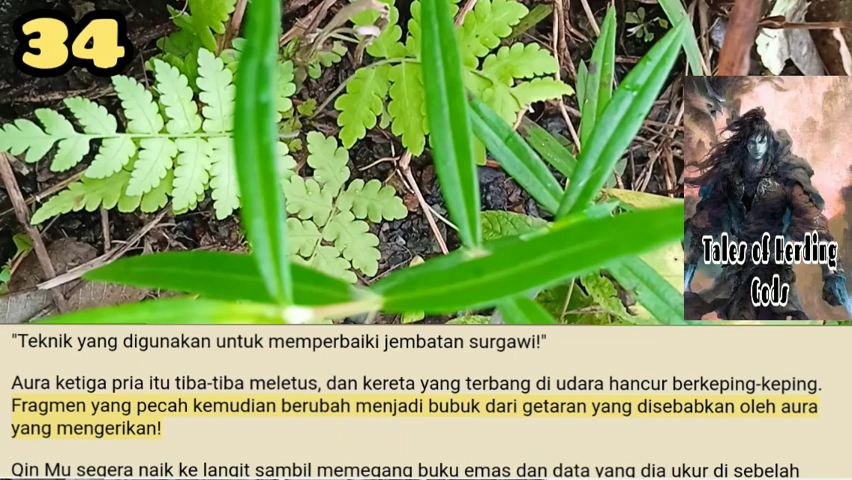 34
Tales of Herding
Gods
"Teknik yang digunakan untuk memperbaiki jembatan surgawi!"
Aura ketiga pria itu tiba-tiba meletus, dan kereta yang terbang di udara hancur berkeping-keping.
Fragmen yang pecah kemudian berubah menjadi bubuk dari getaran yang disebabkan oleh aura
yang mengerikan!
Qin Mu segera naik ke langit sambil memegang buku emas dan data yang dia ukur di sebelah